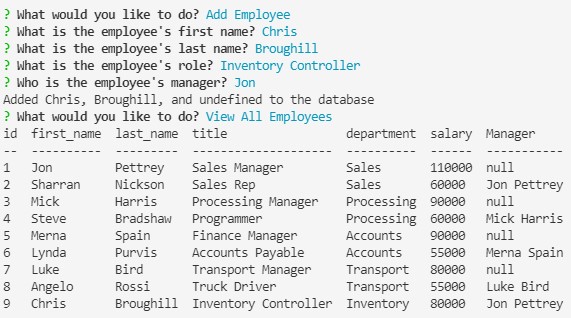 ? What would you like to do? Add Employee
? What is the employee's first name? Chris
? What is the employee's last name? Broughill
? What is the employee's role? Inventory Controller
? Who is the employee's manager? Jon
Added Chris, Broughill, and undefined to the database
? What would you like to do? View All Employees
id  first_name  last_name  title                 department  salary  Manager
--  ----------  ---------  --------------------  ----------  ------  -----------
1   Jon         Pettrey    Sales Manager         Sales       110000  null
2   Sharran     Nickson    Sales Rep             Sales       60000   Jon Pettrey
3   Mick        Harris     Processing Manager    Processing  90000   null
4   Steve       Bradshaw   Programmer            Processing  60000   Mick Harris
5   Merna       Spain      Finance Manager       Accounts    90000   null
6   Lynda       Purvis     Accounts Payable      Accounts    55000   Merna Spain
7   Luke        Bird       Transport Manager     Transport   80000   null
8   Angelo      Rossi      Truck Driver          Transport   55000   Luke Bird
9   Chris       Broughill  Inventory Controller  Inventory   80000   Jon Pettrey